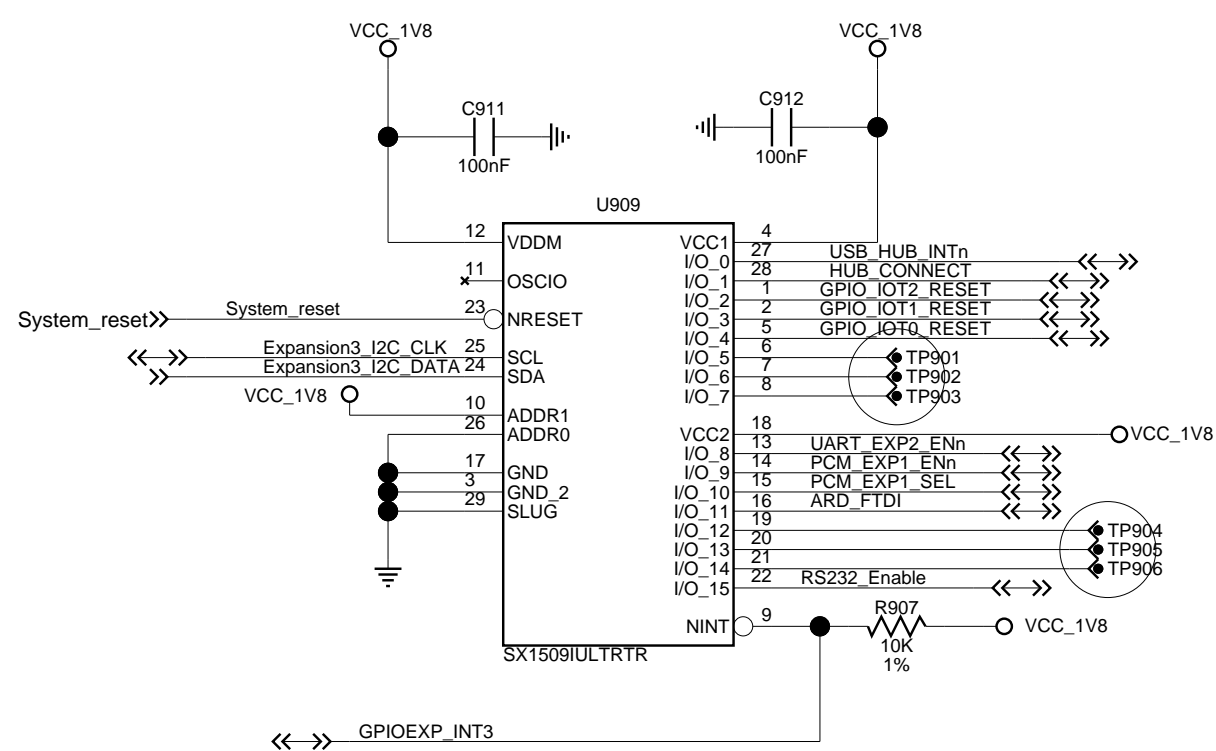 VCC_1V8
VCC_1V8
C911
100nF
C912
100nF
U909
12 VDDM
11 OSCIO
System_reset System_reset 23 NRESET
Expansion3_I2C_CLK 25 SCL
Expansion3_I2C_DATA 24 SDA
VCC_1V8
10 ADDR1
26 ADDR0
17 GND
3 GND_2
29 SLUG
VCC1 4
I/O_0 27 USB_HUB_INTn
I/O_1 28 HUB_CONNECT
I/O_2 1 GPIO_IOT2_RESET
I/O_3 2 GPIO_IOT1_RESET
I/O_4 5 GPIO_IOT0_RESET
I/O_5 6 TP901
I/O_6 7 TP902
I/O_7 8 TP903
VCC2 18 VCC_1V8
I/O_8 13 UART_EXP2_ENn
I/O_9 14 PCM_EXP1_ENn
I/O_10 15 PCM_EXP1_SEL
I/O_11 16 ARD_FTDI
I/O_12 19 TP904
I/O_13 20 TP905
I/O_14 21 TP906
I/O_15 22 RS232_Enable
NINT 9
R907
10K
1%
VCC_1V8
SX1509IULTRTR
GPIOEXP_INT3